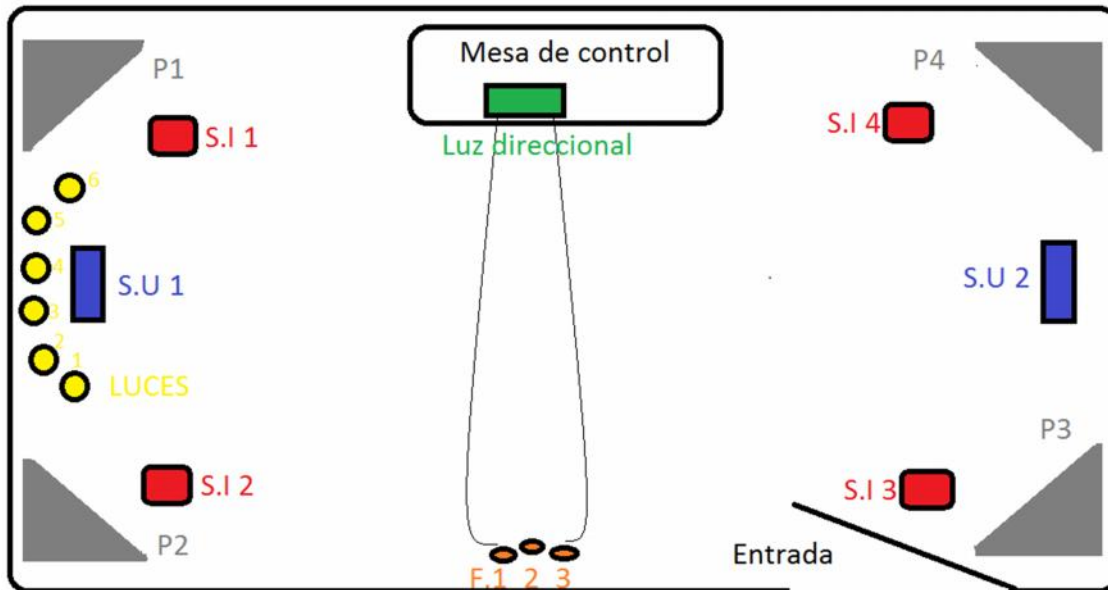 Mesa de control
P1
P4
S.I 1
S.I 4
Luz direccional
6
5
4
S.U 1
S.U 2
3
2
1
LUCES
P3
S.I 2
S.I 3
P2
Entrada
F.1 2 3